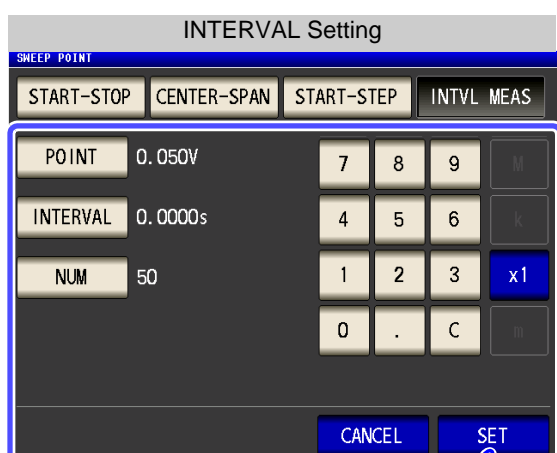 INTERVAL Setting
SWEEP POINT
START-STOP CENTER-SPAN START-STEP INTVL MEAS
POINT 0.050V 7 8 9 M
INTERVAL 0.0000s 4 5 6 k
NUM 50 1 2 3 x1
0 . C m
CANCEL SET